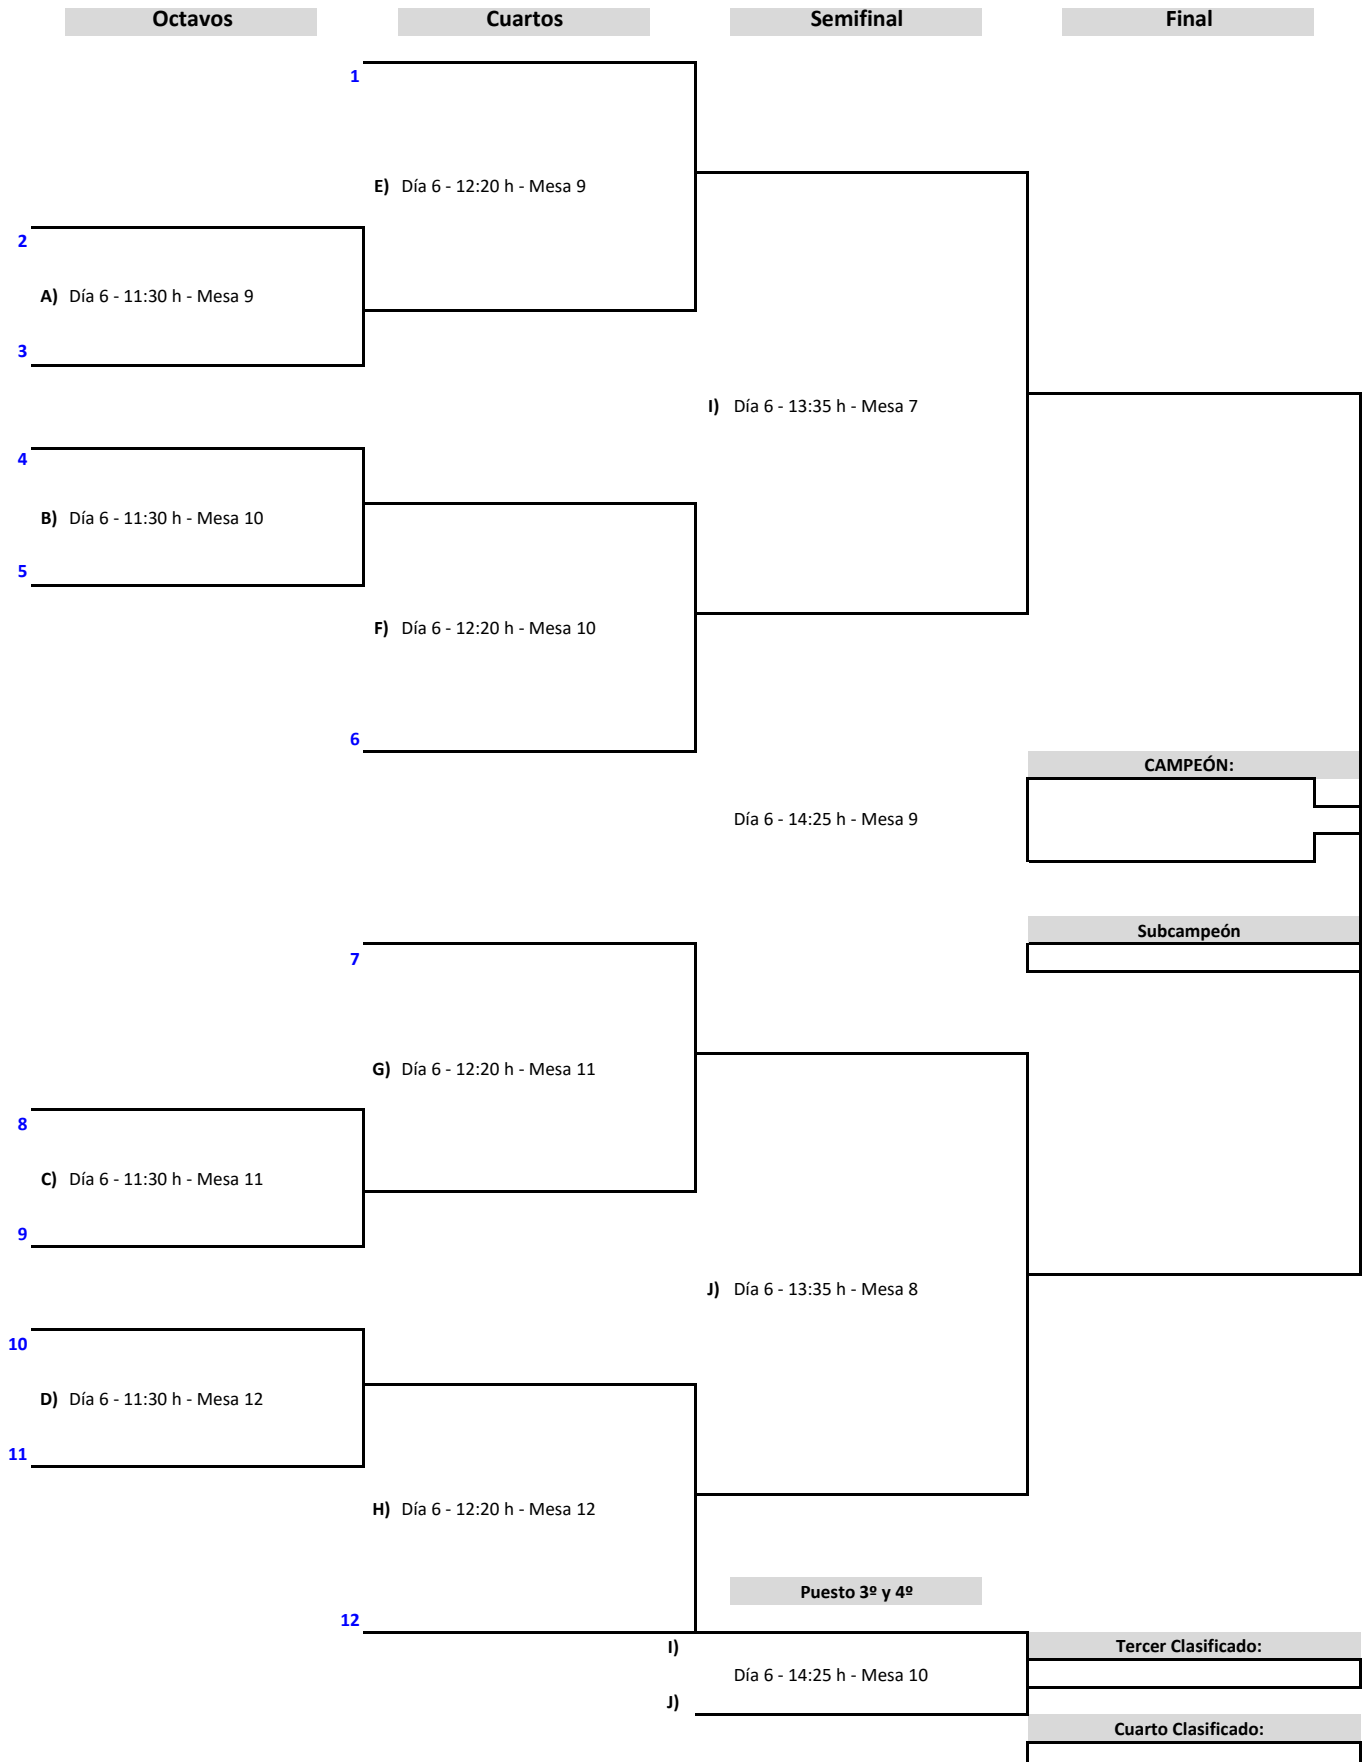 Octavos Cuartos Semifinal Final
1
E) Día 6 - 12:20 h - Mesa 9
2
A) Día 6 - 11:30 h - Mesa 9
3
I) Día 6 - 13:35 h - Mesa 7
4
B) Día 6 - 11:30 h - Mesa 10
5
F) Día 6 - 12:20 h - Mesa 10
6
CAMPEÓN:
Día 6 - 14:25 h - Mesa 9
Subcampeón
7
G) Día 6 - 12:20 h - Mesa 11
8
C) Día 6 - 11:30 h - Mesa 11
9
J) Día 6 - 13:35 h - Mesa 8
10
D) Día 6 - 11:30 h - Mesa 12
11
H) Día 6 - 12:20 h - Mesa 12
Puesto 3º y 4º
12
I)
Tercer Clasificado:
Día 6 - 14:25 h - Mesa 10
J)
Cuarto Clasificado: